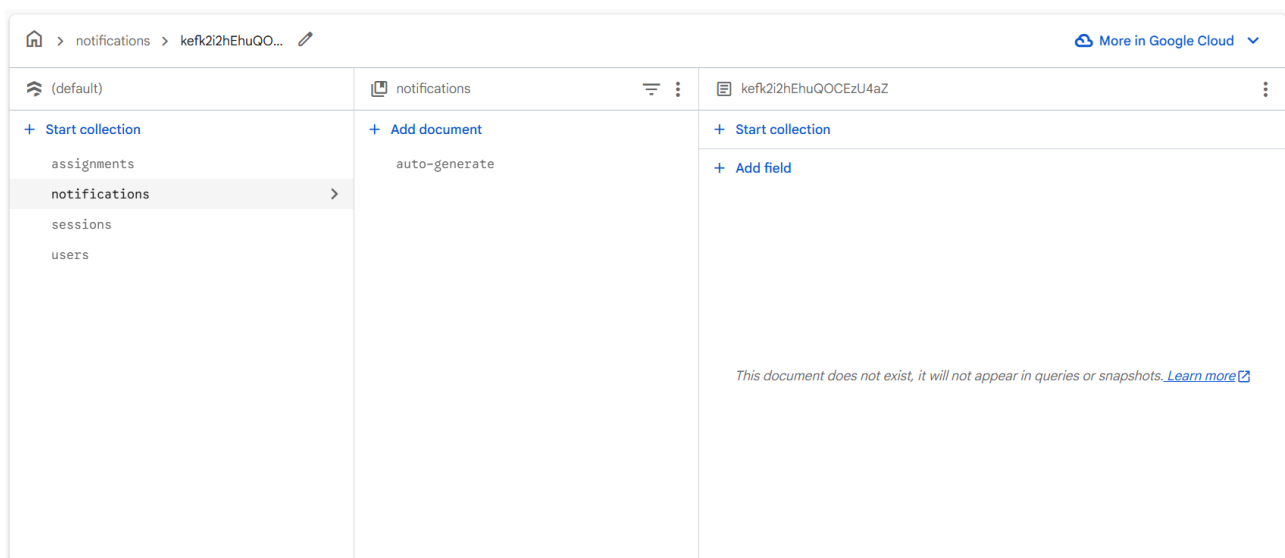 notifications > kefk2i2hEhuQO...
More in Google Cloud
(default)
notifications
kefk2i2hEhuQOCEzU4aZ
+ Start collection
+ Add document
+ Start collection
assignments
auto-generate
+ Add field
notifications
sessions
users
This document does not exist, it will not appear in queries or snapshots. Learn more